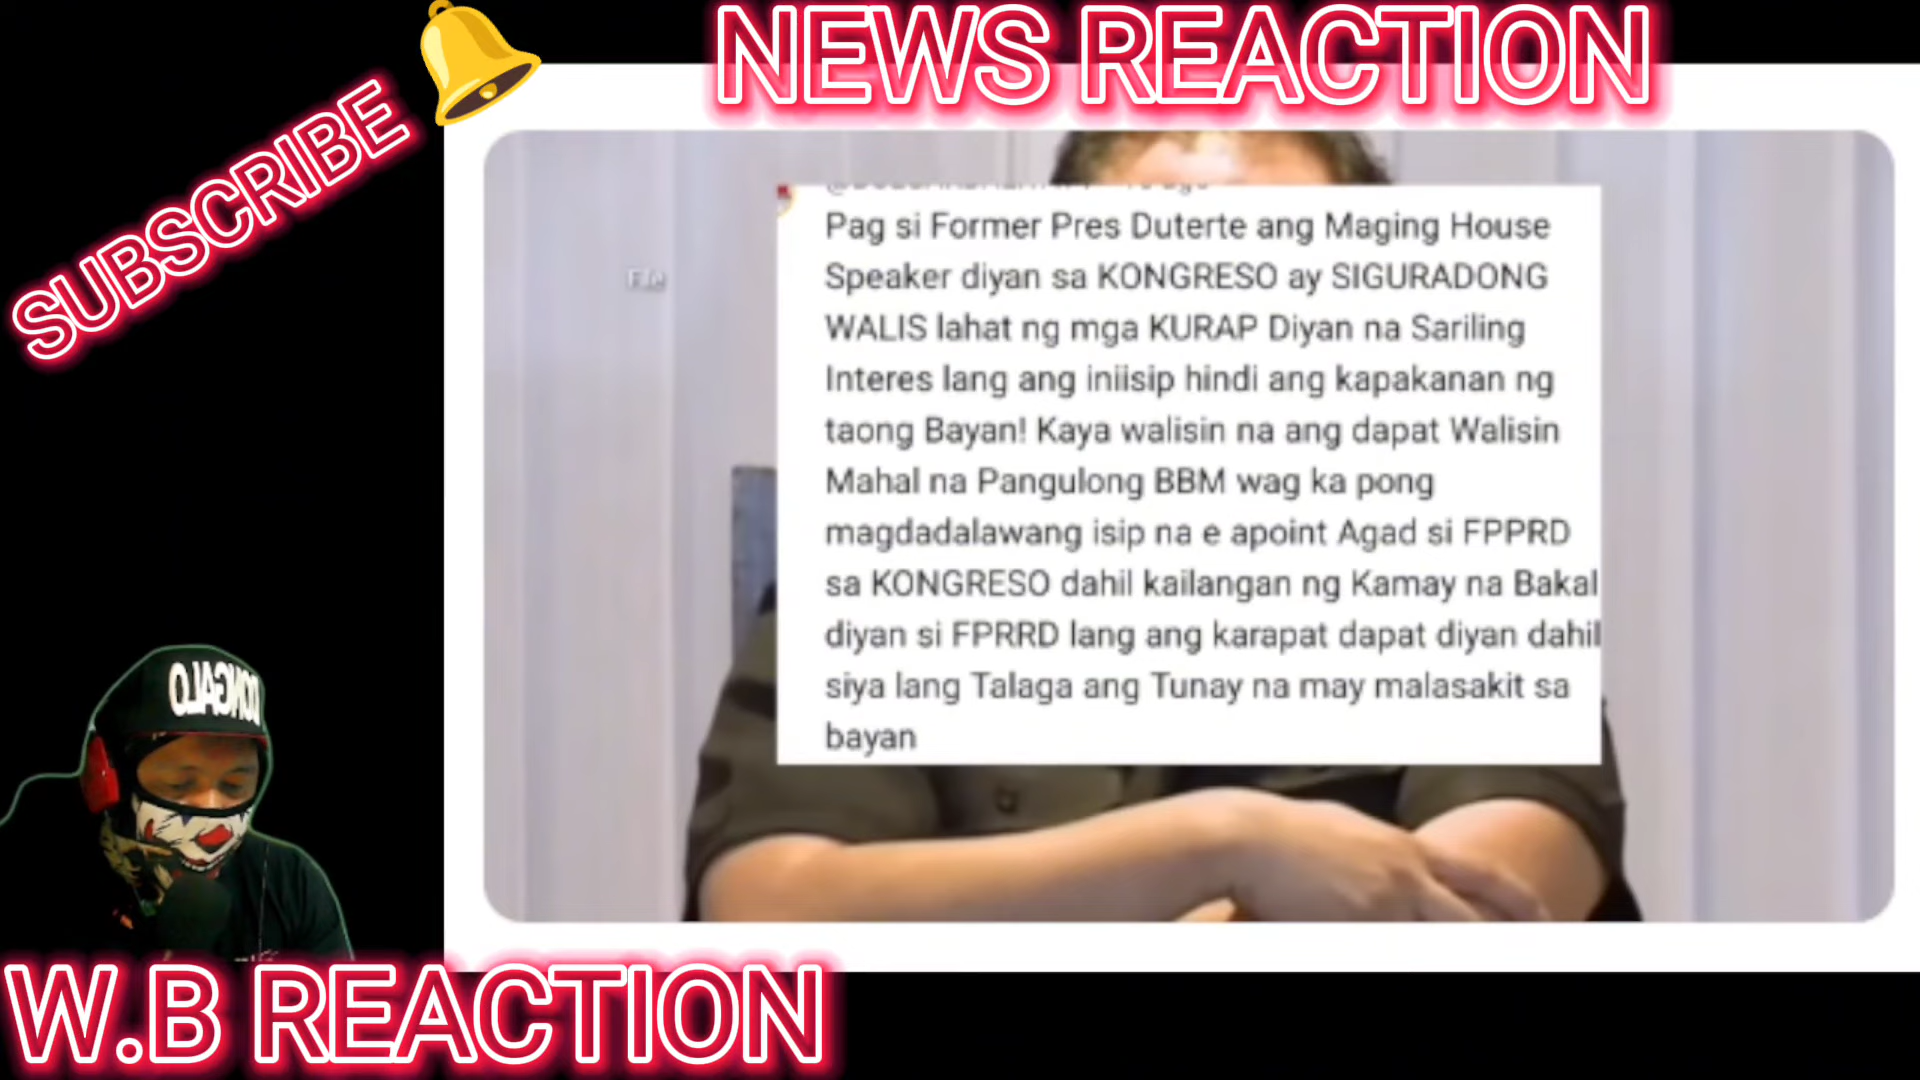 NEWS REACTION
SUBSCRIBE
File
Pag si Former Pres Duterte ang Maging House
Speaker diyan sa KONGRESO ay SIGURADONG
WALIS lahat ng mga KURAP Diyan na Sariling
Interes lang ang iniisip hindi ang kapakanan ng
taong Bayan! Kaya walisin na ang dapat Walisin
Mahal na Pangulong BBM wag ka pong
magdadalawang isip na e apoint Agad si FPPRD
sa KONGRESO dahil kailangan ng Kamay na Bakal
diyan si FPRRD lang ang karapat dapat diyan dahil
siya lang Talaga ang Tunay na may malasakit sa
bayan
DONGALO
W.B REACTION